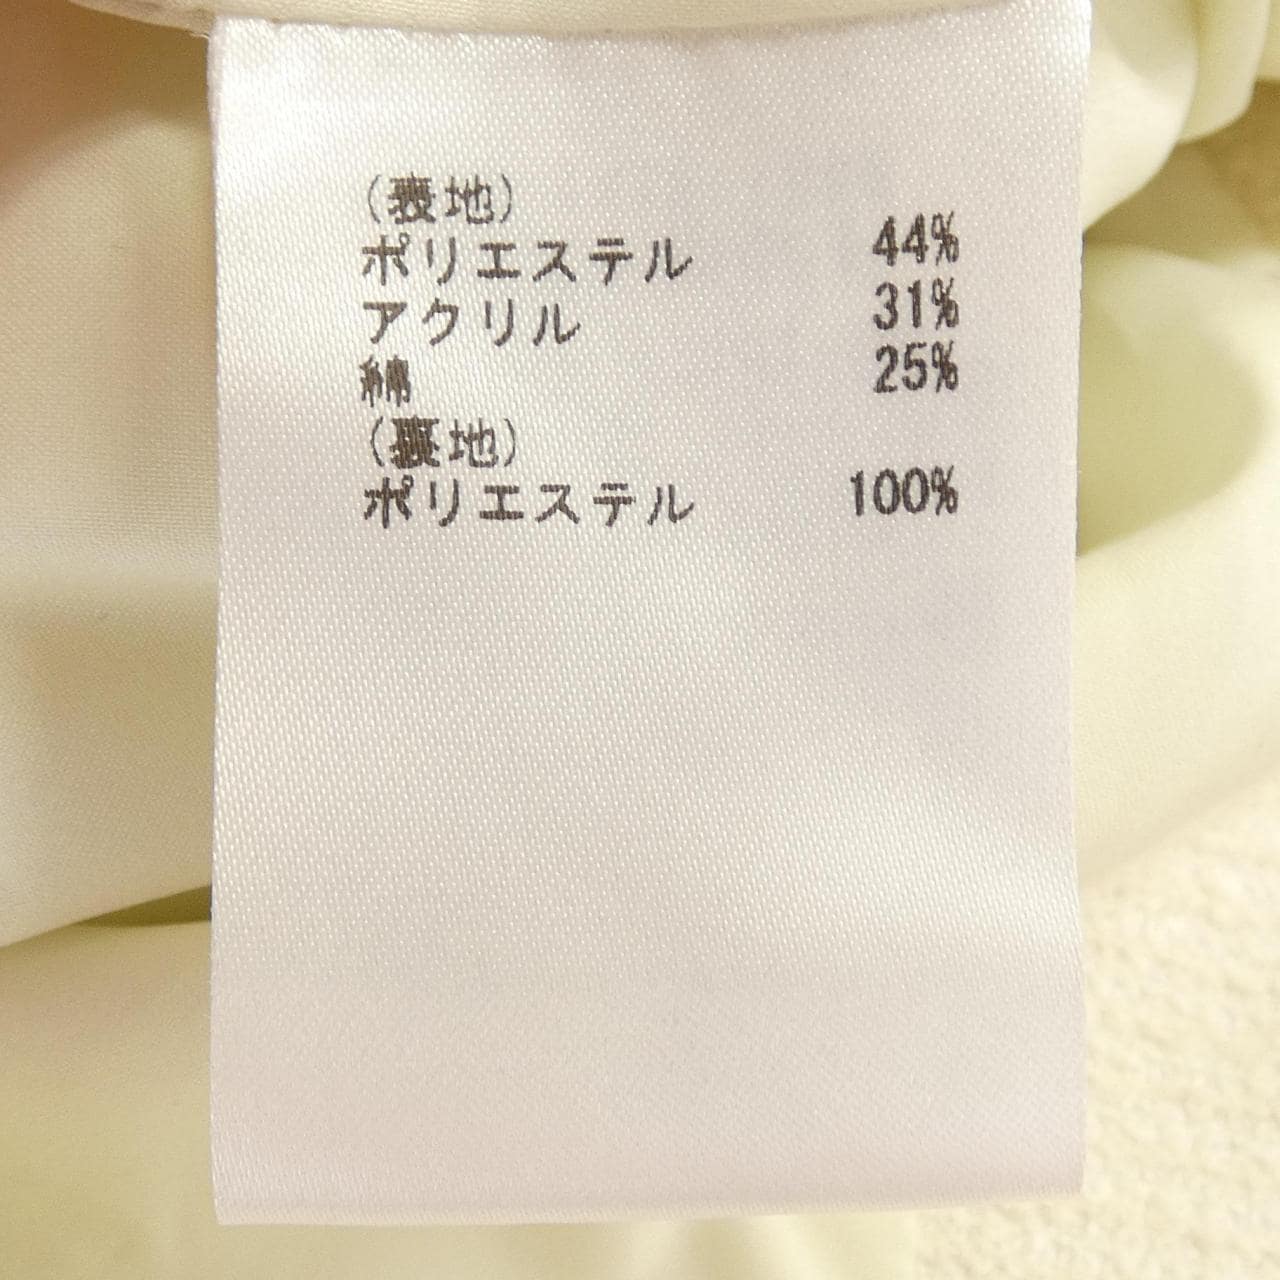 (表地)
ポリエステル 44%
アクリル 31%
綿 25%
(裏地)
ポリエステル 100%